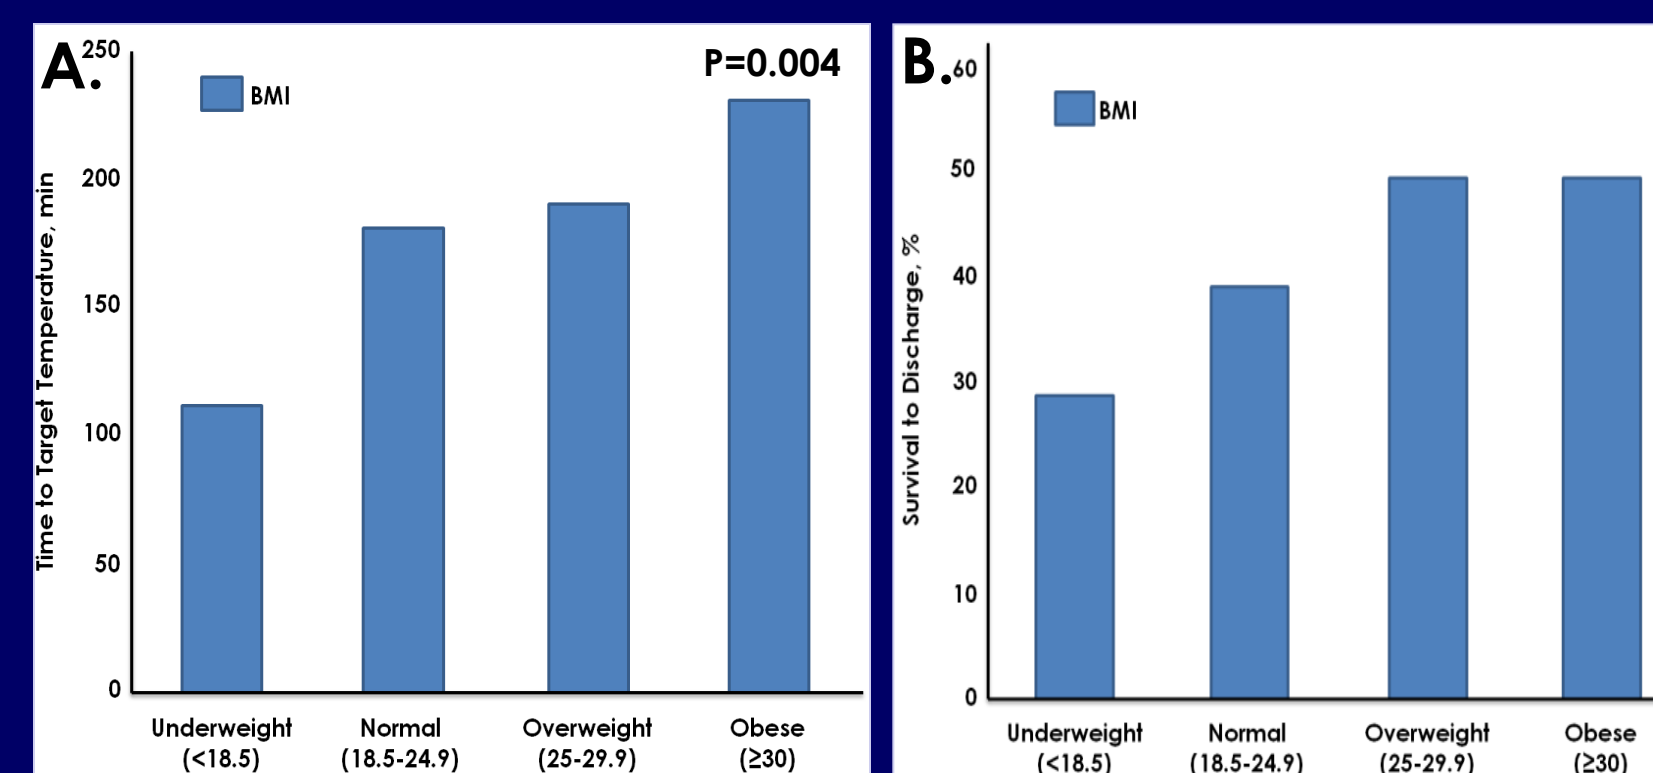 A.
250
200
150
100
50
0
Time to Target Temperature, min
BMI
P=0.004
Underweight
(<18.5)
Normal
(18.5-24.9)
Overweight
(25-29.9)
Obese
(≥30)
B.
60
50
40
30
20
10
0
Survival to Discharge, %
BMI
Underweight
(<18.5)
Normal
(18.5-24.9)
Overweight
(25-29.9)
Obese
(≥30)